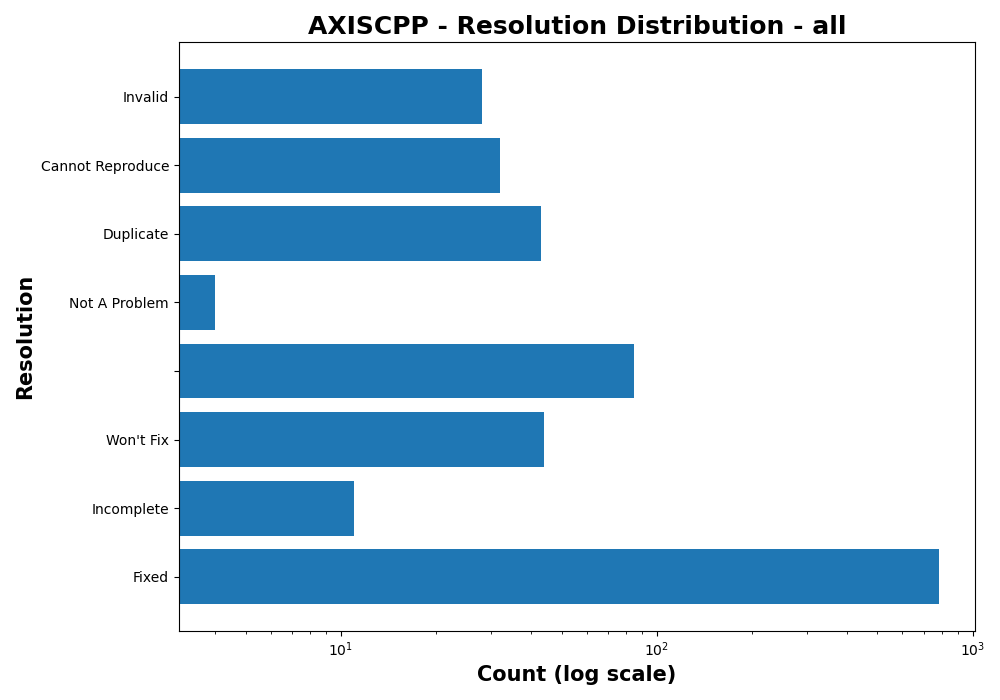 AXISCPP - Resolution Distribution - all
Invalid
Cannot Reproduce
Duplicate
Not A Problem
Won't Fix
Incomplete
Fixed
Resolution
10¹
10²
10³
Count (log scale)